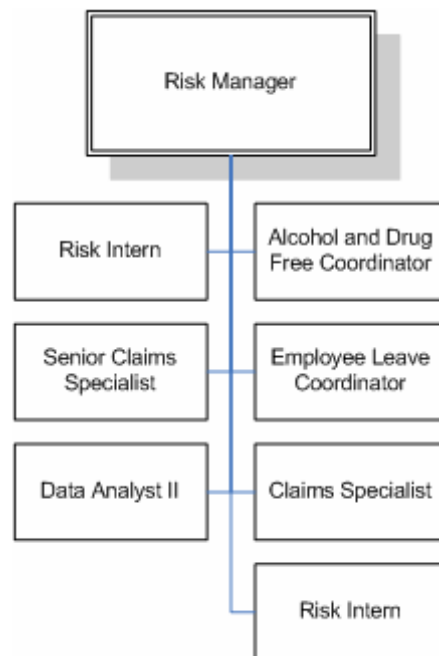 Risk Manager
Risk Intern
Alcohol and Drug
Free Coordinator
Senior Claims
Specialist
Employee Leave
Coordinator
Data Analyst II
Claims Specialist
Risk Intern